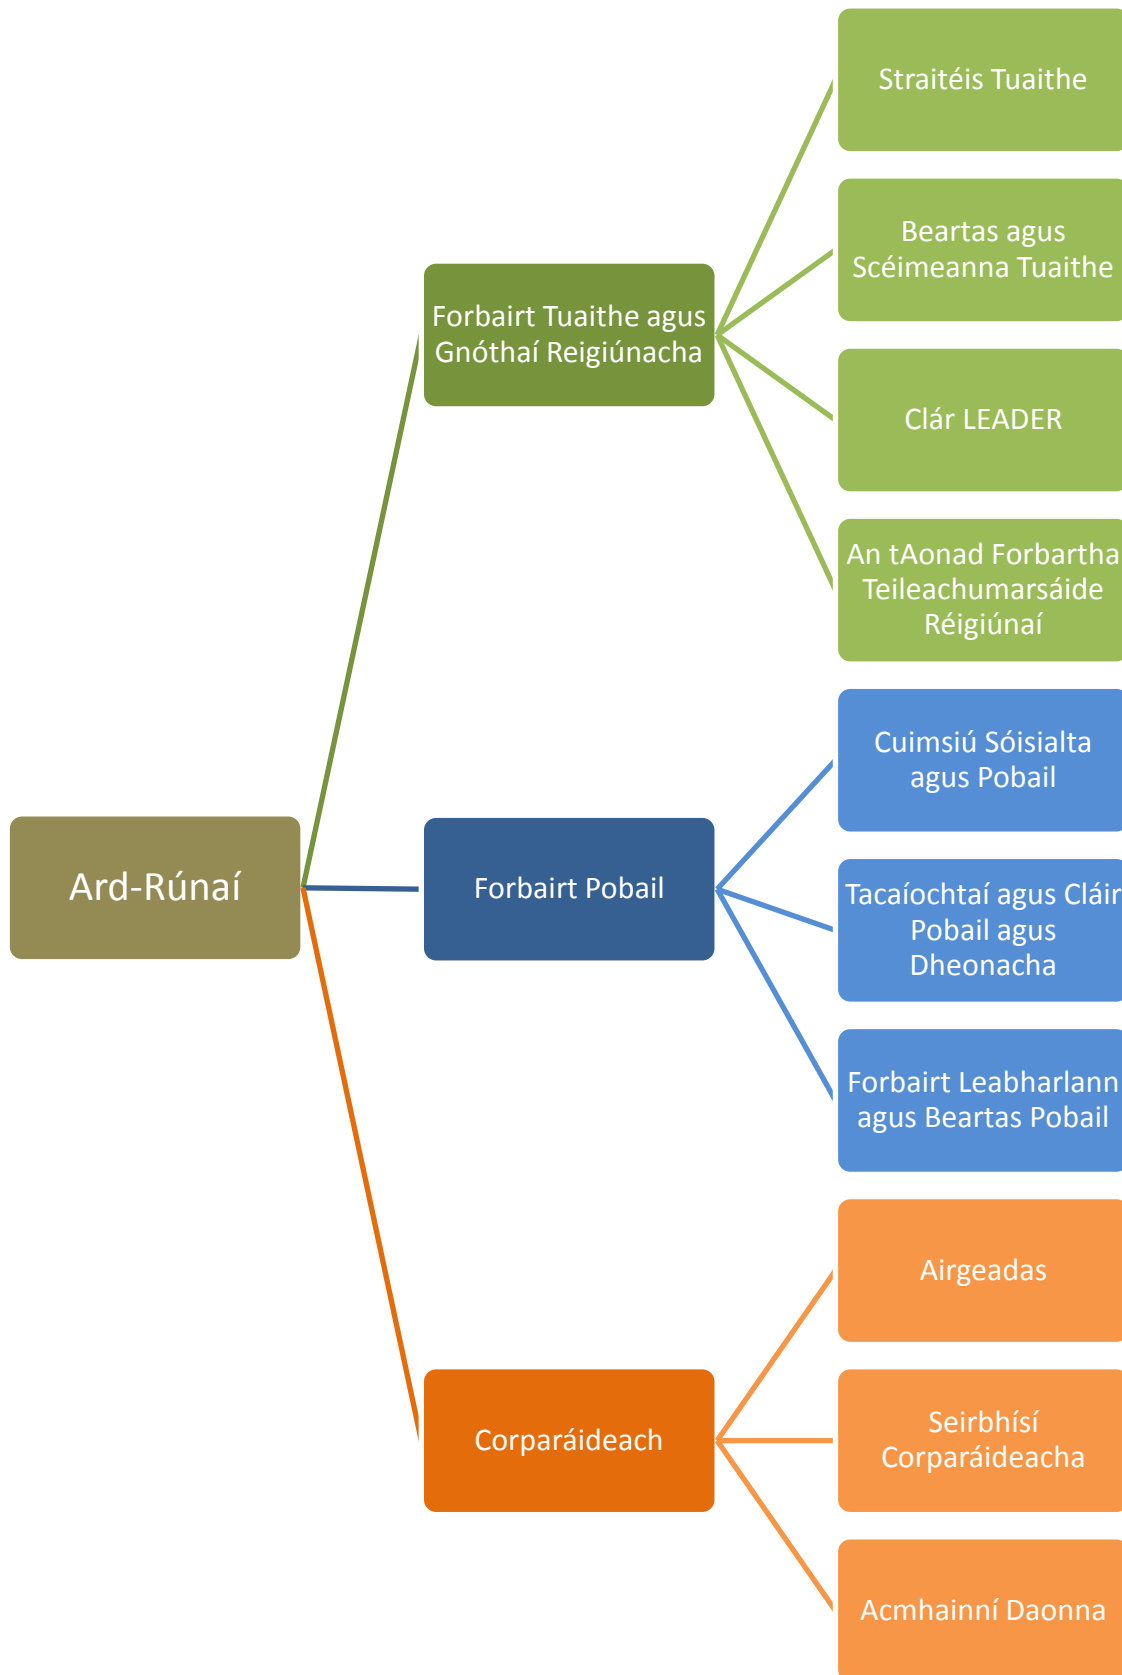 Ard-Rúnaí
Forbairt Tuaithe agus
Gnóthaí Reigiúnacha
Straitéis Tuaithe
Beartas agus
Scéimeanna Tuaithe
Clár LEADER
An tAonad Forbartha
Teileachumarsáide
Réigiúnaí
Forbairt Pobail
Cuimsiú Sóisialta
agus Pobail
Tacaíochtaí agus Cláir
Pobail agus
Dheonacha
Forbairt Leabharlann
agus Beartas Pobail
Corparáideach
Airgeadas
Seirbhísí
Corparáideacha
Acmhainní Daonna